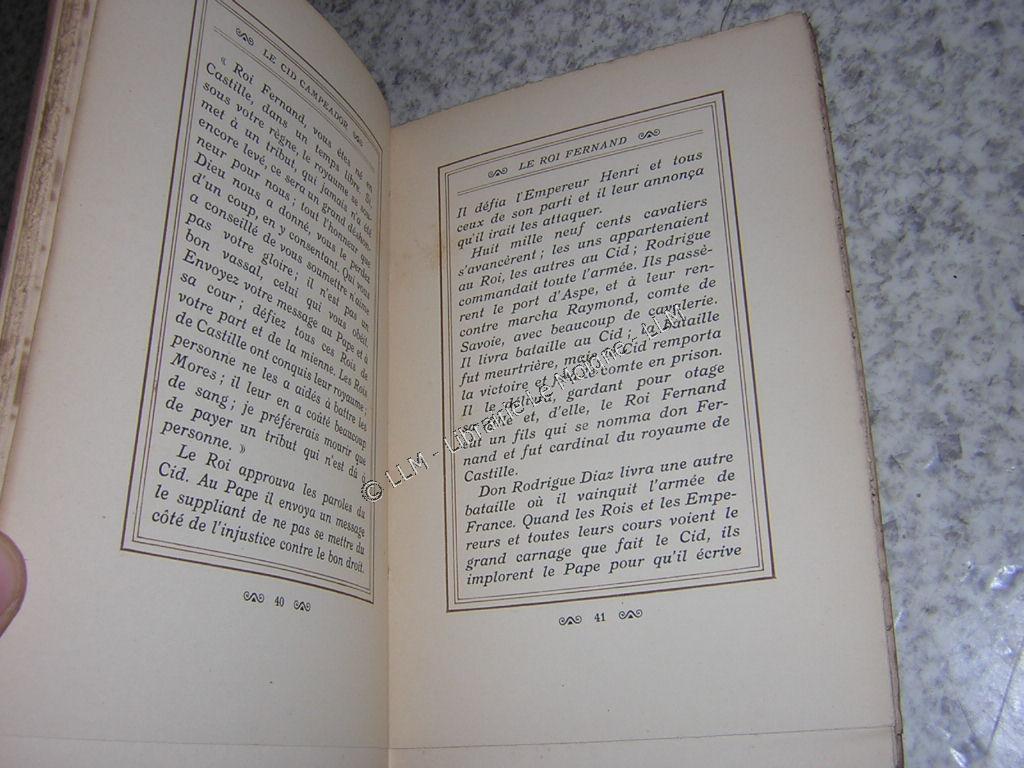 LE CID CAMPEADOR
« Roi Fernand, vous êtes né en
Castille, dans un temps libre. Si
sous votre règne, le royaume se sou-
met à un tribut, qui jamais n'a été
encore levé, ce sera un grand déshon-
neur pour nous; tout l'honneur que
Dieu nous a donné, vous le perdez
d'un coup, en y consentant. Qui vous
a conseillé de vous soumettre n'aime
pas votre gloire; il n'est pas un
bon vassal, celui qui vous obéit.
Envoyez votre message au Pape et à
sa cour; défiez tous ces Rois de
votre part et de la mienne. Les Rois
de Castille ont conquis leur royaume;
personne ne les a aidés à battre les
Mores; il leur en a coûté beaucoup
de sang; je préférerais mourir que
de payer un tribut qui n'est dû à
personne. »
Le Roi approuva les paroles du
Cid. Au Pape il envoya un message
le suppliant de ne pas se mettre du
côté de l'injustice contre le bon droit.
40
LE ROI FERNAND
Il défia l'Empereur Henri et tous
ceux de son parti et il leur annonça
qu'il irait les attaquer.
Huit mille neuf cents cavaliers
s'avancèrent; les uns appartenaient
au Roi, les autres au Cid; Rodrigue
commandait toute l'armée. Ils passè-
rent le port d'Aspe, et à leur ren-
contre marcha Raymond, comte de
Savoie, avec beaucoup de cavalerie.
Il livra bataille au Cid; la bataille
fut meurtrière, mais le Cid remporta
la victoire et le comte en prison.
Il le gardant pour otage
et, d'elle, le Roi Fernand
un fils qui se nomma don Fer-
nand et fut cardinal du royaume de
Castille.
Don Rodrigue Diaz livra une autre
bataille où il vainquit l'armée de
France. Quand les Rois et les Empe-
reurs et toutes leurs cours voient le
grand carnage que fait le Cid, ils
implorent le Pape pour qu'il écrive
41
© LLM - Librairie Le Mobine - LLM